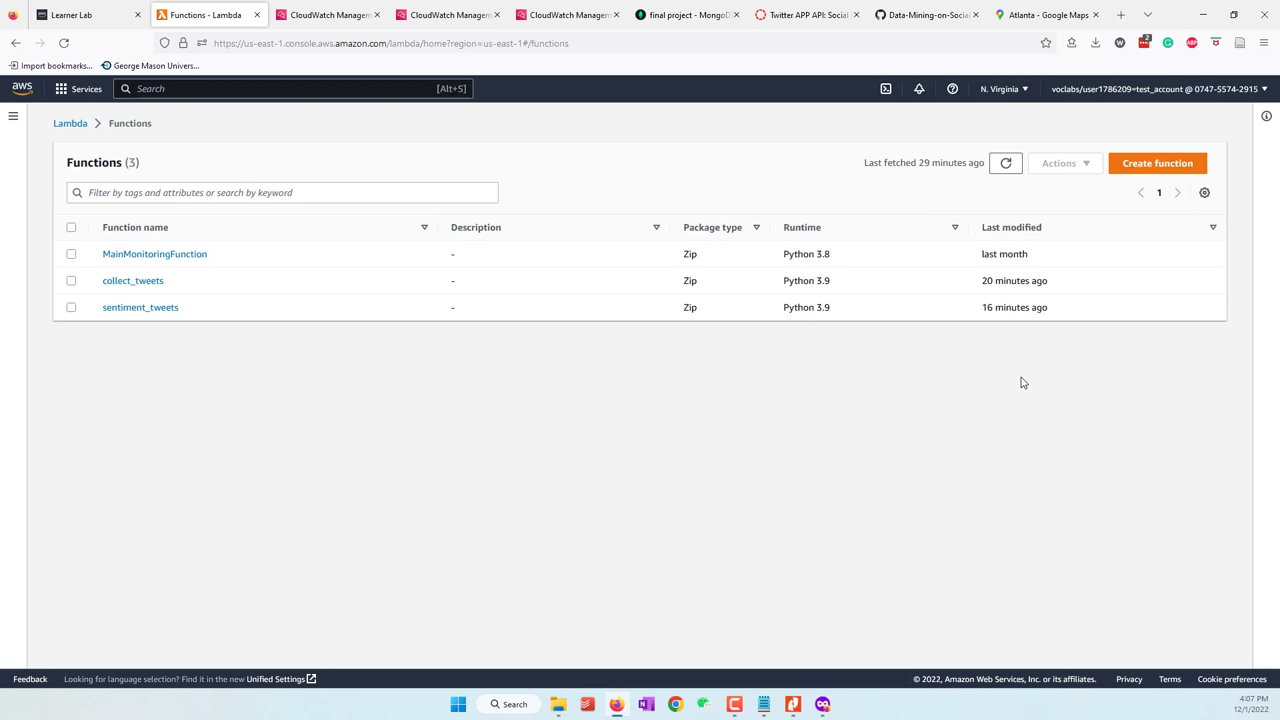 Learner Lab
Functions - Lambda
CloudWatch Managem
CloudWatch Managem
CloudWatch Managem
final project - MongoD
Twitter APP API: Social
Data-Mining-on-Social
Atlanta - Google Maps
https://us-east-1.console.aws.amazon.com/lambda/home?region=us-east-1#/functions
2
ABP
Import bookmarks...
George Mason Univers...
aws
Services
Search
[Alt+S]
N. Virginia
voclabs/user1786209=test_account @ 0747-5574-2915
Lambda
Functions
Functions (3)
Last fetched 29 minutes ago
Actions
Create function
Filter by tags and attributes or search by keyword
1
Function name
Description
Package type
Runtime
Last modified
MainMonitoringFunction
-
Zip
Python 3.8
last month
collect_tweets
-
Zip
Python 3.9
20 minutes ago
sentiment_tweets
-
Zip
Python 3.9
16 minutes ago
Feedback
Looking for language selection? Find it in the new Unified Settings
© 2022, Amazon Web Services, Inc. or its affiliates.
Privacy
Terms
Cookie preferences
Search
4:07 PM
12/1/2022